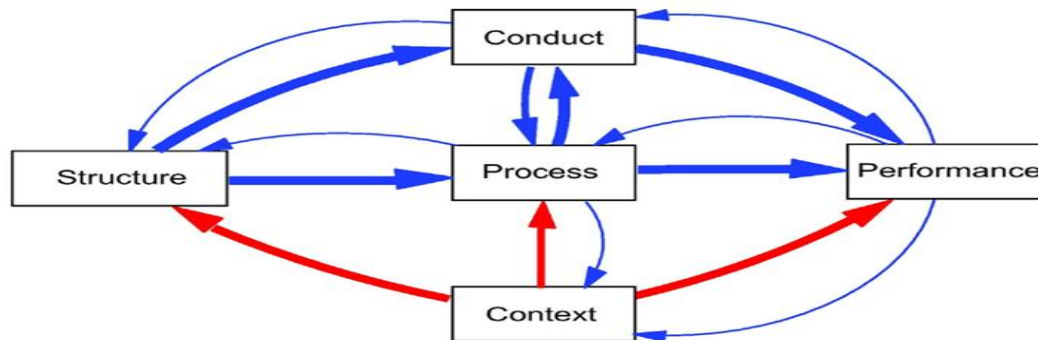 Conduct
Structure
Process
Performance
Context